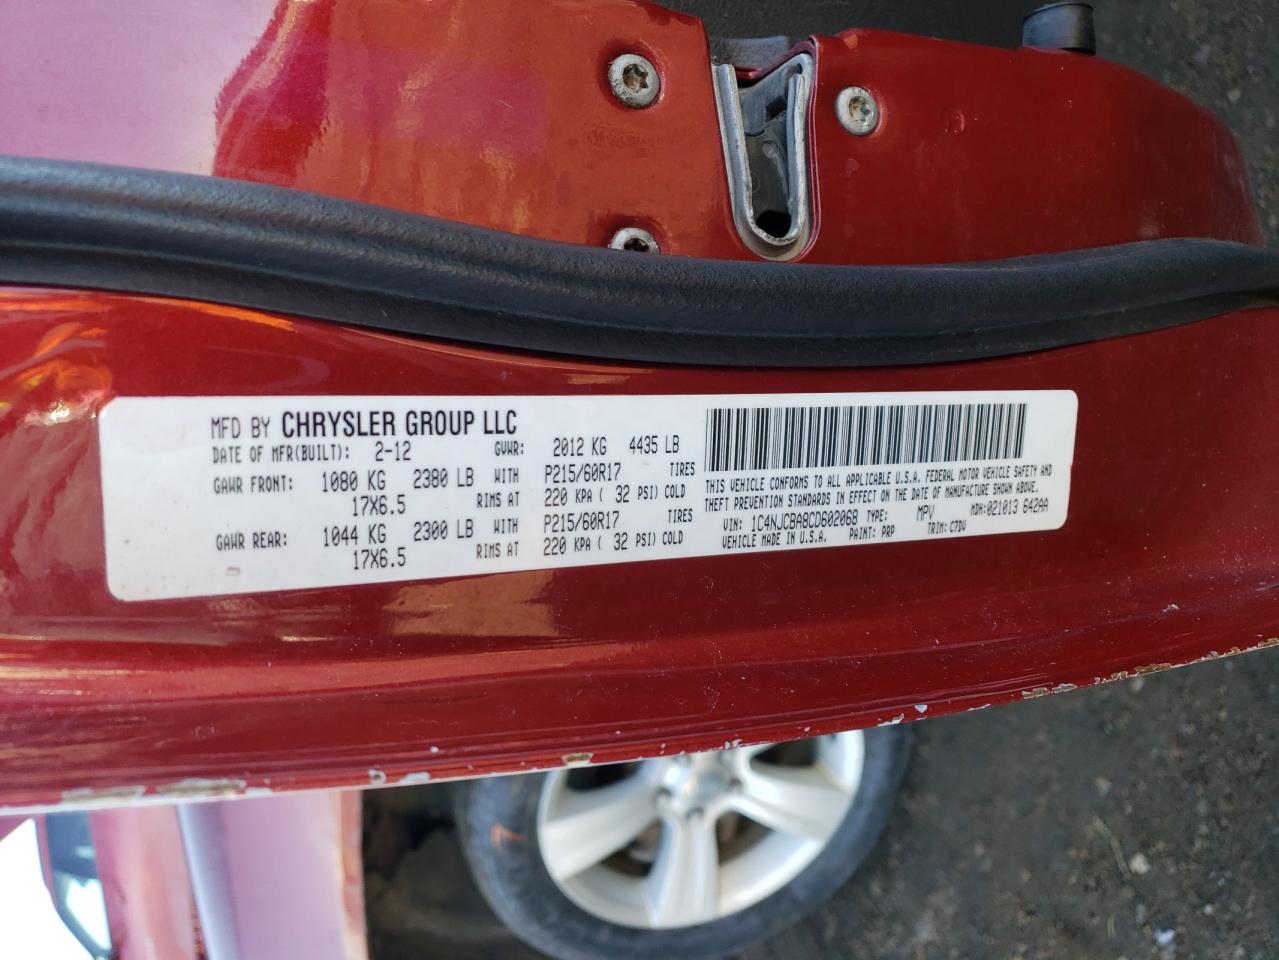 MFD BY CHRYSLER GROUP LLC
DATE OF MFR(BUILT): 2-12 GVWR: 2012 KG 4435 LB
GAWR FRONT: 1080 KG 2380 LB WITH P215/60R17 TIRES
17X6.5 RIMS AT 220 KPA ( 32 PSI) COLD
GAWR REAR: 1044 KG 2300 LB WITH P215/60R17 TIRES
17X6.5 RIMS AT 220 KPA ( 32 PSI) COLD
THIS VEHICLE CONFORMS TO ALL APPLICABLE U.S.A. FEDERAL MOTOR VEHICLE SAFETY AND
THEFT PREVENTION STANDARDS IN EFFECT ON THE DATE OF MANUFACTURE SHOWN ABOVE.
VIN: 1C4NJCBA8CD602068 TYPE: MPV MDH:021013 642AA
VEHICLE MADE IN U.S.A. PAINT: PRP TRIM: C7DV